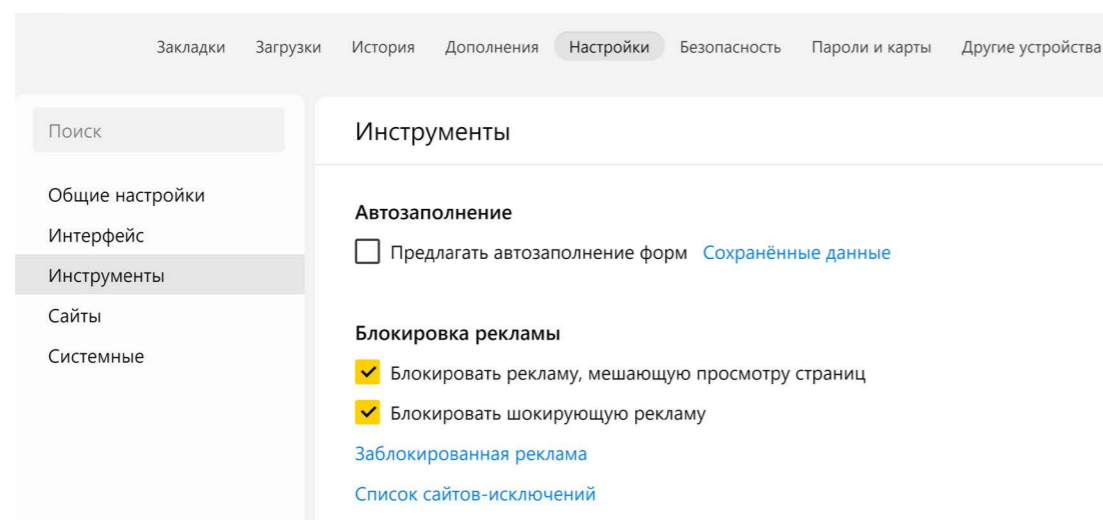 Закладки Загрузки История Дополнения Настройки Безопасность Пароли и карты Другие устройства
Поиск
Общие настройки
Интерфейс
Инструменты
Сайты
Системные
Инструменты
Автозаполнение
Предлагать автозаполнение форм Сохранённые данные
Блокировка рекламы
Блокировать рекламу, мешающую просмотру страниц
Блокировать шокирующую рекламу
Заблокированная реклама
Список сайтов-исключений